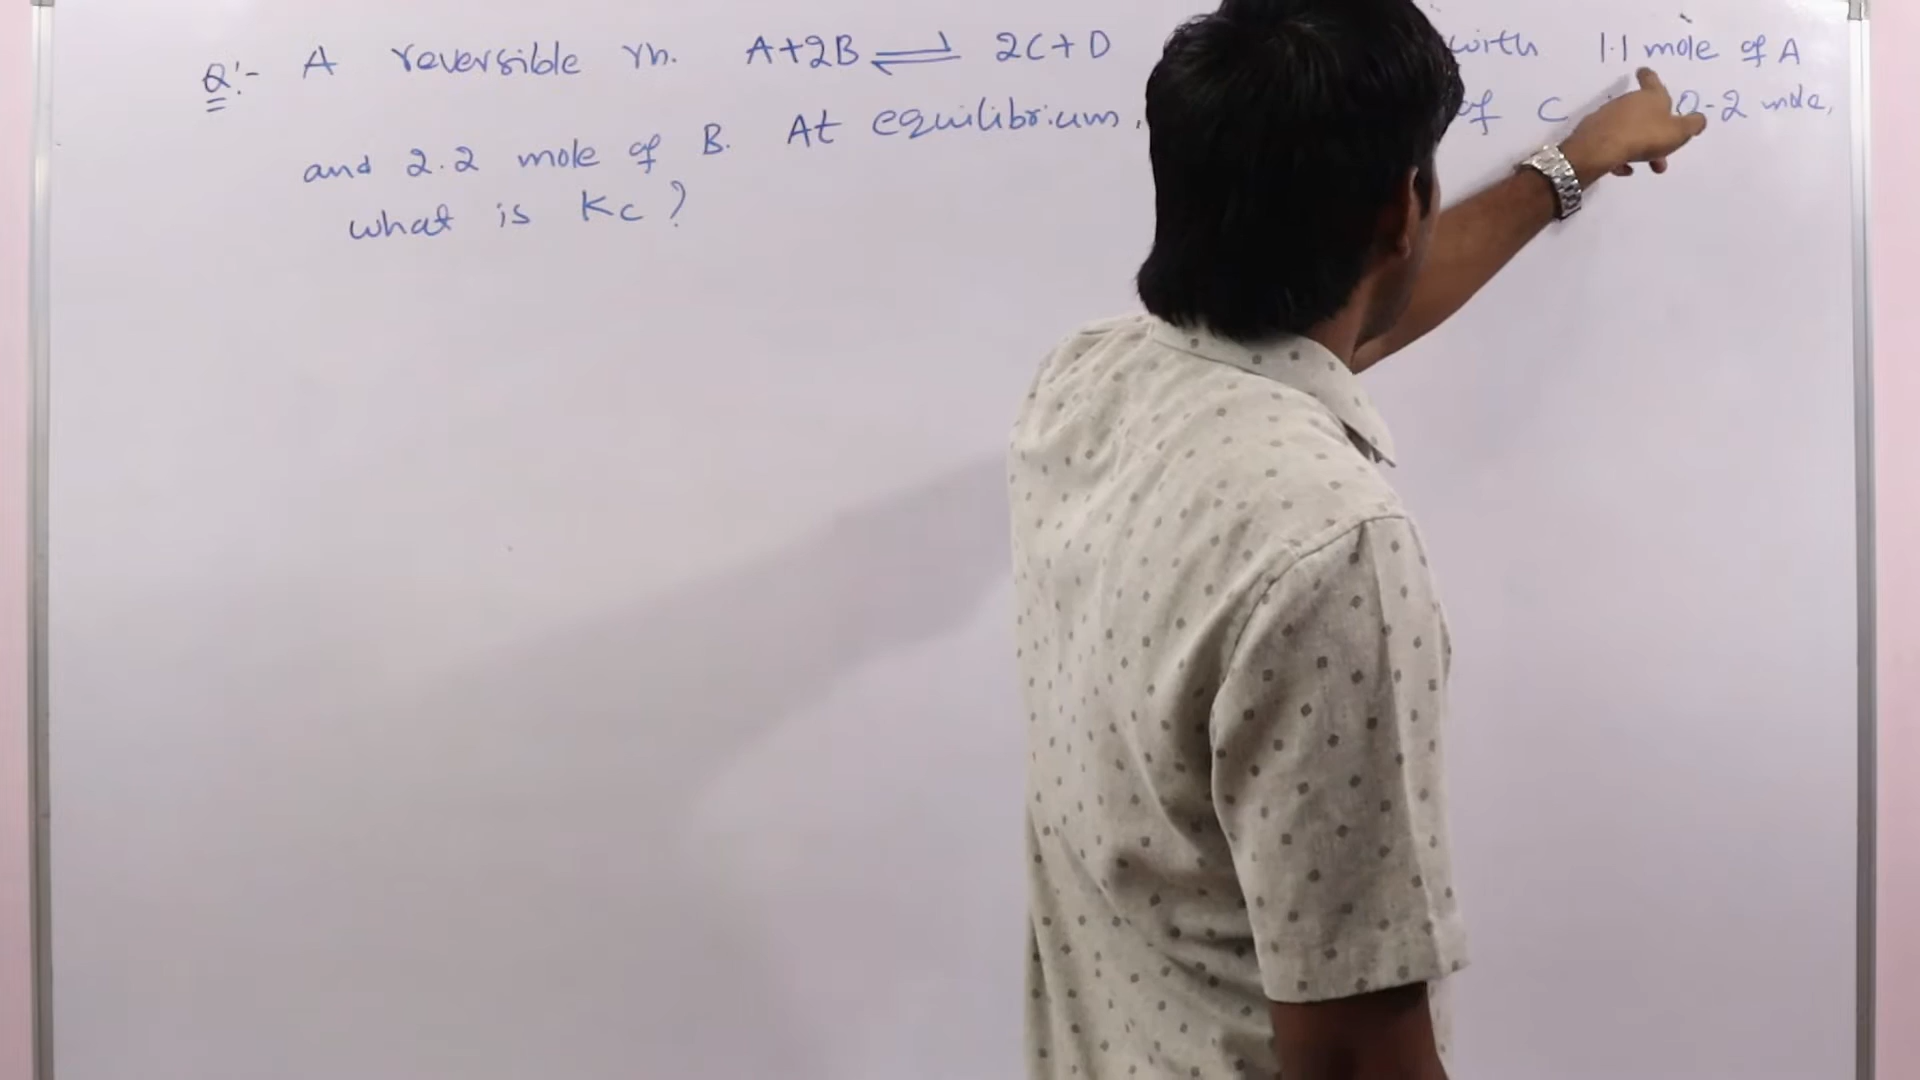 Q:- A reversible rn. A+2B ⇌ 2C+D with 1.1 mole of A
and 2.2 mole of B. At equilibrium, of C 0.2 mole,
what is Kc?